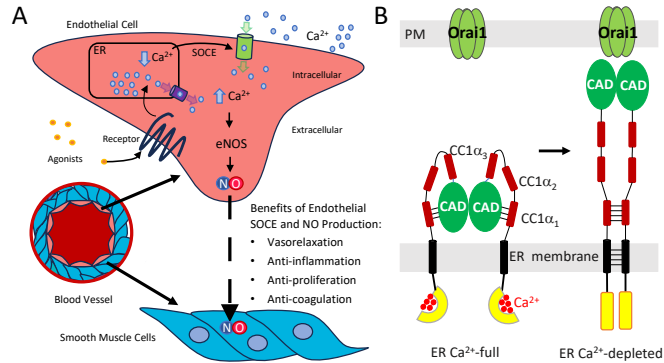 A
Endothelial Cell
Ca²⁺
ER
Ca²⁺
SOCE
Intracellular
Ca²⁺
Extracellular
Receptor
eNOS
Agonists
NO
Benefits of Endothelial
SOCE and NO Production:
• Vasorelaxation
• Anti-inflammation
• Anti-proliferation
• Anti-coagulation
Blood Vessel
NO
Smooth Muscle Cells
B
PM
Orai1
Orai1
CAD
CAD
CC1α₃
CC1α₂
CAD
CAD
CC1α₁
ER membrane
Ca²⁺
ER Ca²⁺-full
ER Ca²⁺-depleted